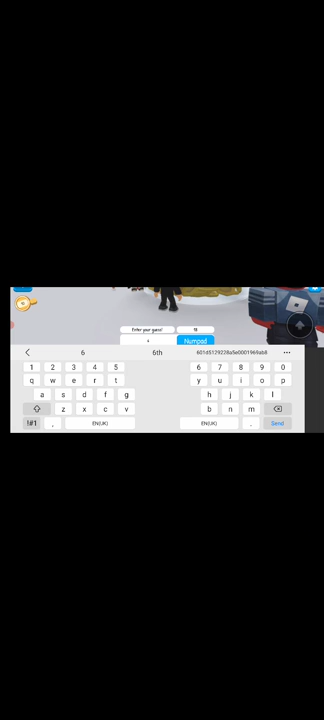 Enter your guess!
18
Numpad
6
6th
601d5129228a5e0001969ab8
1 2 3 4 5 6 7 8 9 0
q w e r t y u i o p
a s d f g h j k l
z x c v b n m
!#1 , EN(UK) EN(UK) . Send